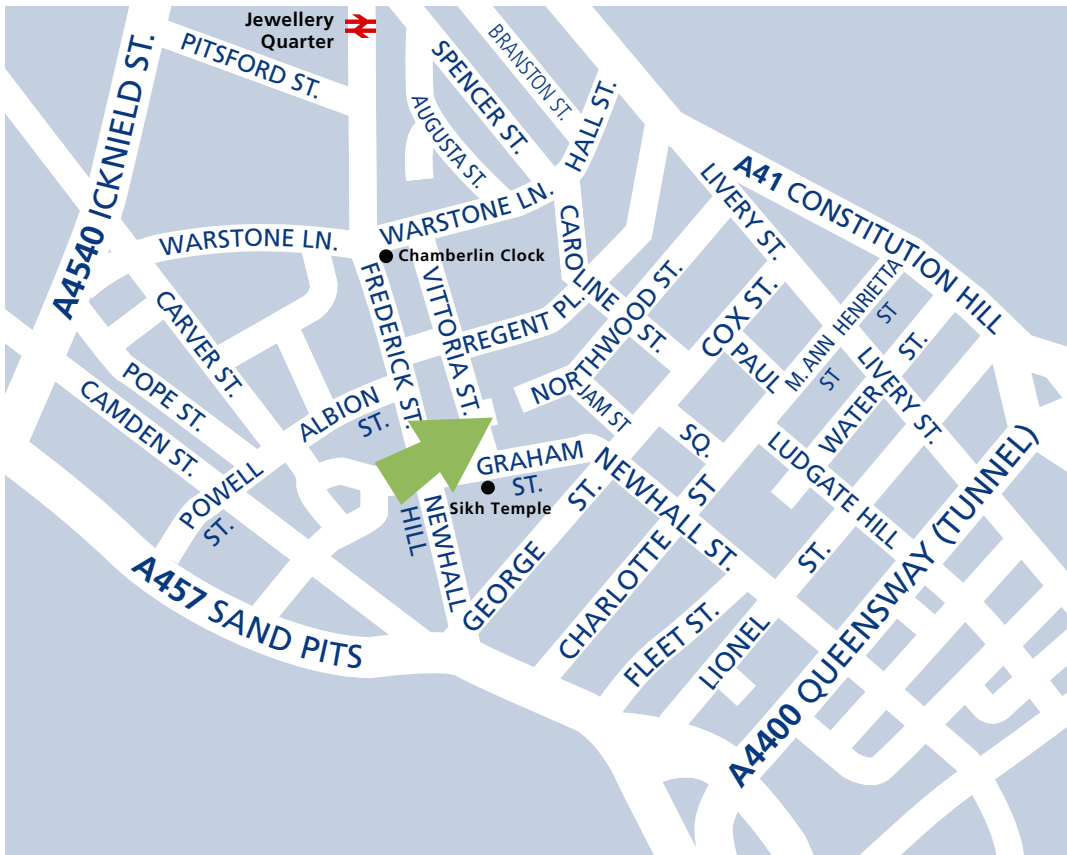 Jewellery
Quarter
PITSFORD ST.
A4540 ICKNIELD ST.
SPENCER ST.
BRANSTON ST.
AUGUSTA ST.
HALL ST.
A41 CONSTITUTION HILL
LIVERY ST.
WARSTONE LN.
WARSTONE LN.
Chamberlin Clock
CAROLINE ST.
FREDERICK ST.
VITTORIA ST.
REGENT PL.
NORTHWOOD ST.
COX ST.
M. ANN HENRIETTA
ST
ST
CARVER ST.
POPE ST.
CAMDEN ST.
ALBION
ST.
JAM ST
PAUL
SQ.
WATER ST.
LIVERY ST.
LUDGATE HILL
POWELL
ST.
GRAHAM
ST.
Sikh Temple
NEWHALL
HILL
NEWHALL ST.
GEORGE ST.
CHARLOTTE ST
FLEET ST.
LIONEL ST.
A457 SAND PITS
A4400 QUEENSWAY (TUNNEL)